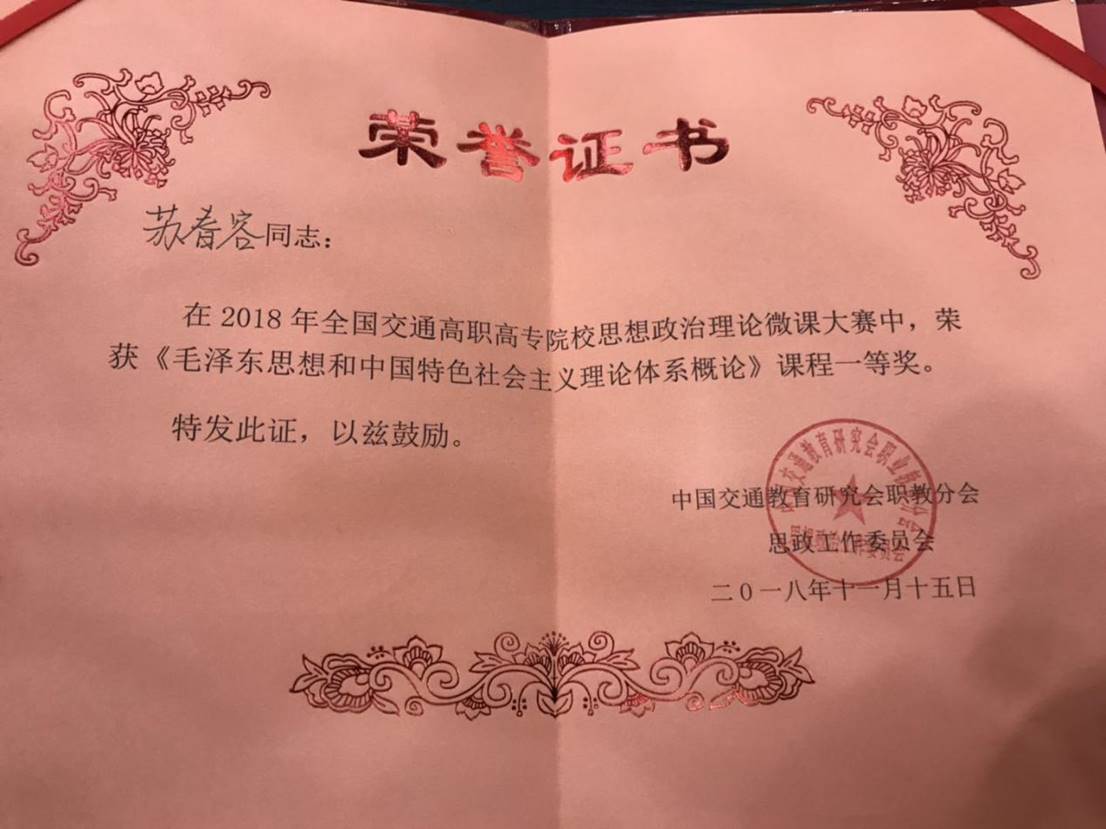 荣誉证书
苏春容同志：
在 2018 年全国交通高职高专院校思想政治理论微课大赛中，荣
获《毛泽东思想和中国特色社会主义理论体系概论》课程一等奖。
特发此证，以兹鼓励。
中国交通教育研究会职教分会
思政工作委员会
二0一八年十一月十五日